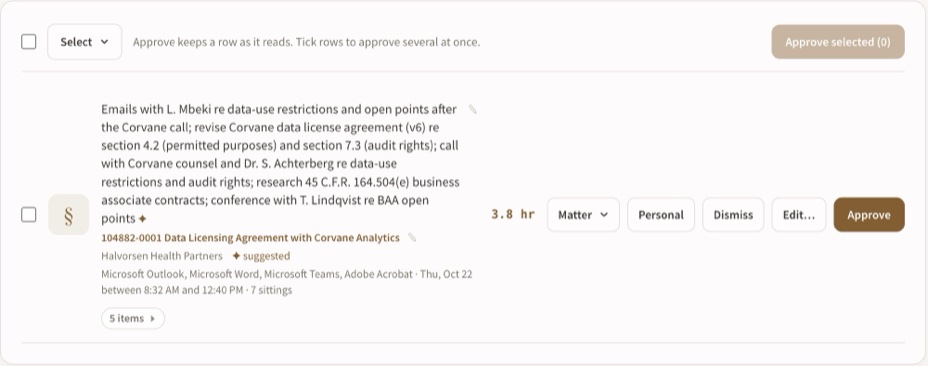 Select
Approve keeps a row as it reads. Tick rows to approve several at once.
Approve selected (0)
Emails with L. Mbeki re data-use restrictions and open points after
the Corvane call; revise Corvane data license agreement (v6) re
section 4.2 (permitted purposes) and section 7.3 (audit rights); call
with Corvane counsel and Dr. S. Achterberg re data-use
restrictions and audit rights; research 45 C.F.R. 164.504(e) business
associate contracts; conference with T. Lindqvist re BAA open
points ✦
§
104882-0001 Data Licensing Agreement with Corvane Analytics
Halvorsen Health Partners ✦ suggested
Microsoft Outlook, Microsoft Word, Microsoft Teams, Adobe Acrobat · Thu, Oct 22
between 8:32 AM and 12:40 PM · 7 sittings
5 items
3.8 hr
Matter
Personal
Dismiss
Edit...
Approve